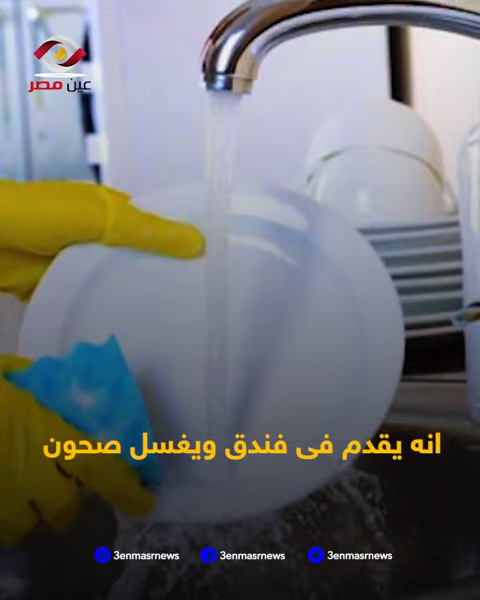 عين مصر
انه يقدم فى فندق ويغسل صحون
3enmasrnews
3enmasrnews
3enmasrnews